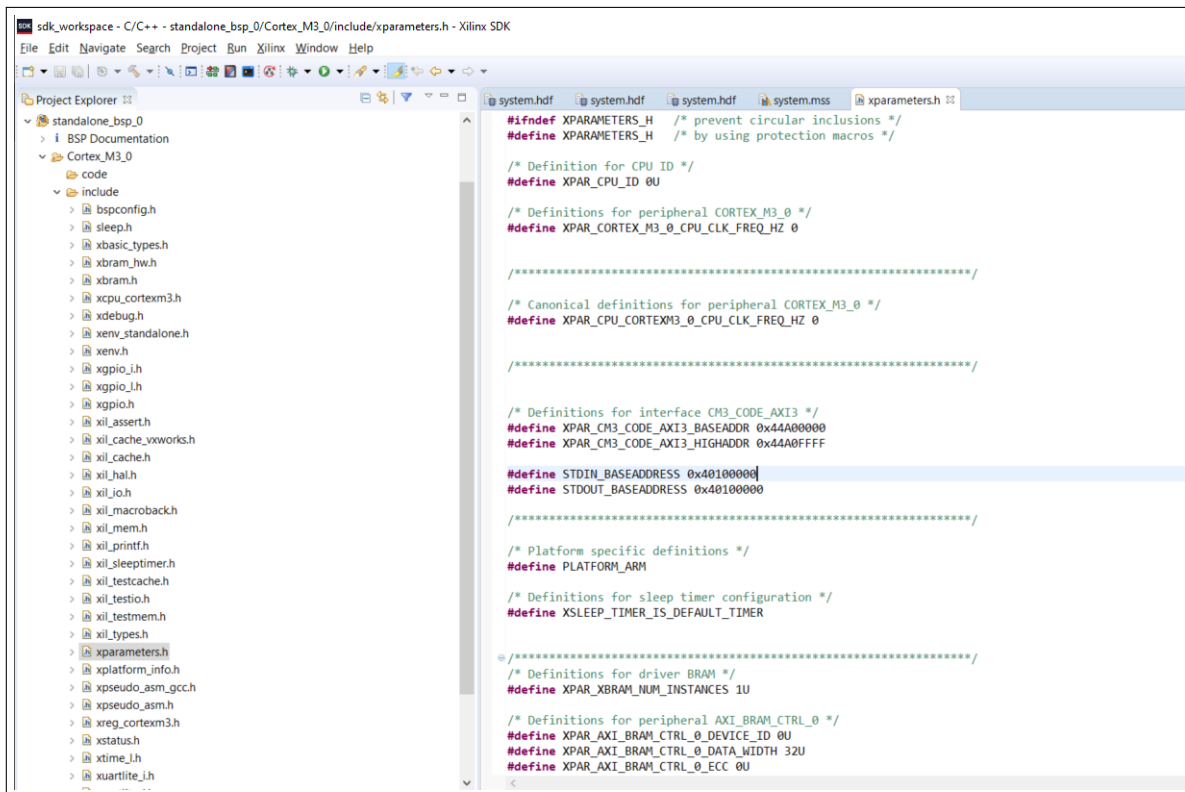 SDK sdk_workspace - C/C++ - standalone_bsp_0/Cortex_M3_0/include/xparameters.h - Xilinx SDK
File Edit Navigate Search Project Run Xilinx Window Help
Project Explorer
standalone_bsp_0
BSP Documentation
Cortex_M3_0
code
include
bspconfig.h
sleep.h
xbasic_types.h
xbram_hw.h
xbram.h
xcpu_cortexm3.h
xdebug.h
xenv_standalone.h
xenv.h
xgpio_i.h
xgpio_l.h
xgpio.h
xil_assert.h
xil_cache_vxworks.h
xil_cache.h
xil_hal.h
xil_io.h
xil_macroback.h
xil_mem.h
xil_printf.h
xil_sleeptimer.h
xil_testcache.h
xil_testio.h
xil_testmem.h
xil_types.h
xparameters.h
xplatform_info.h
xpseudo_asm_gcc.h
xpseudo_asm.h
xreg_cortexm3.h
xstatus.h
xtime_l.h
xuartlite_i.h
system.hdf system.hdf system.hdf system.mss xparameters.h
#ifndef XPARAMETERS_H /* prevent circular inclusions */
#define XPARAMETERS_H /* by using protection macros */
/* Definition for CPU ID */
#define XPAR_CPU_ID 0U
/* Definitions for peripheral CORTEX_M3_0 */
#define XPAR_CORTEX_M3_0_CPU_CLK_FREQ_HZ 0
/******************************************************************/
/* Canonical definitions for peripheral CORTEX_M3_0 */
#define XPAR_CPU_CORTEXM3_0_CPU_CLK_FREQ_HZ 0
/******************************************************************/
/* Definitions for interface CM3_CODE_AXI3 */
#define XPAR_CM3_CODE_AXI3_BASEADDR 0x44A00000
#define XPAR_CM3_CODE_AXI3_HIGHADDR 0x44A0FFFF
#define STDIN_BASEADDRESS 0x40100000
#define STDOUT_BASEADDRESS 0x40100000
/******************************************************************/
/* Platform specific definitions */
#define PLATFORM_ARM
/* Definitions for sleep timer configuration */
#define XSLEEP_TIMER_IS_DEFAULT_TIMER
/******************************************************************/
/* Definitions for driver BRAM */
#define XPAR_XBRAM_NUM_INSTANCES 1U
/* Definitions for peripheral AXI_BRAM_CTRL_0 */
#define XPAR_AXI_BRAM_CTRL_0_DEVICE_ID 0U
#define XPAR_AXI_BRAM_CTRL_0_DATA_WIDTH 32U
#define XPAR_AXI_BRAM_CTRL_0_ECC 0U